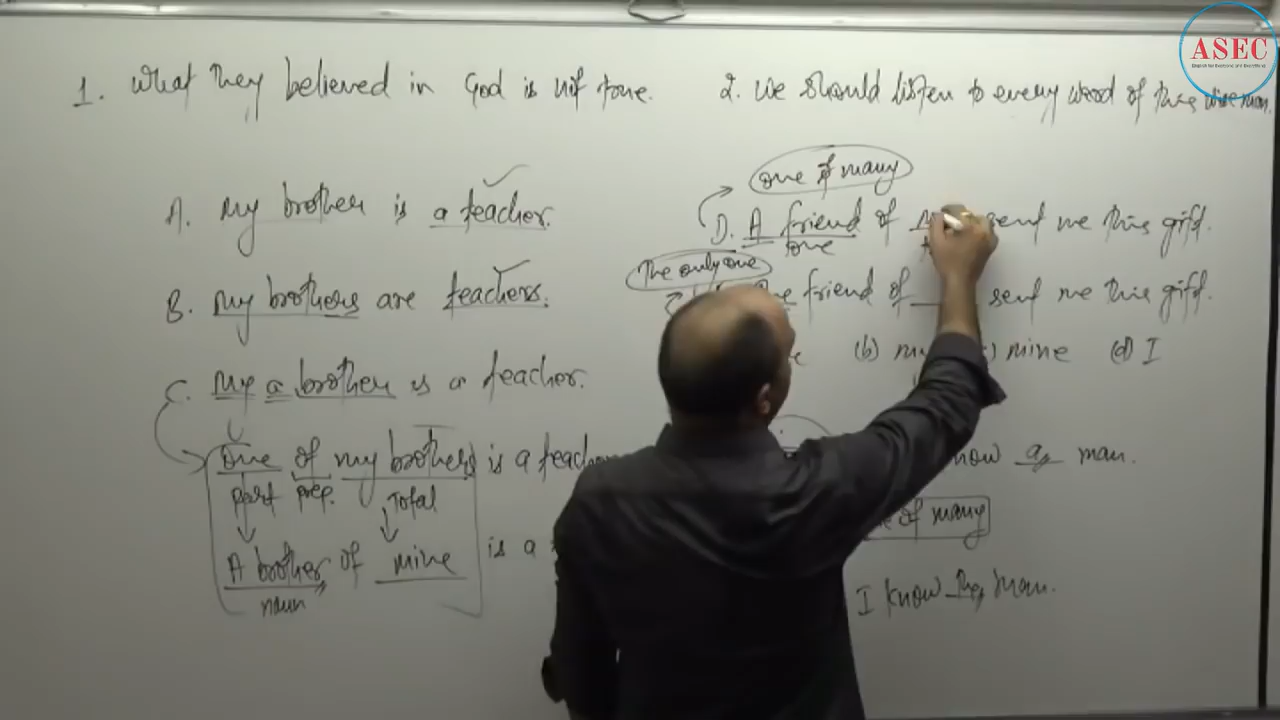 ASEC
1. What they believed in God is not true.
2. We should listen to every word of this wise man.
one of many
A. My brother is a teacher.
D. A friend of sent me this gift.
one
The only one
B. My brothers are teachers.
friend of ____ sent me this gift.
(b) mine (d) I
C. My a brother is a teacher.
one of my brothers is a teacher
know a man.
part prep. Total
of many
A brother of mine is a
noun
I know the man.